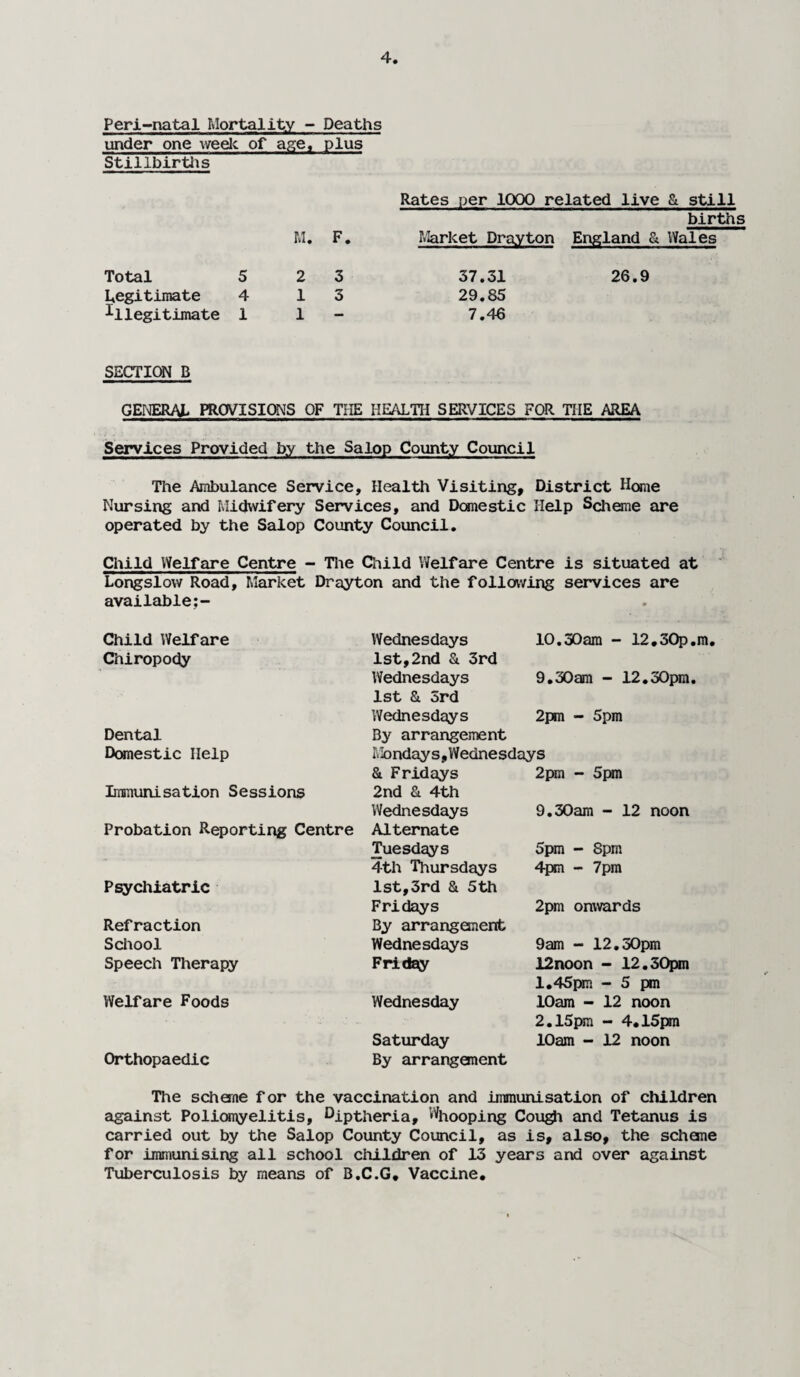 4.
Peri-natal Mortality - Deaths
under one week of age, plus
Stillbirths
Rates per 1000 related live & still
births
M. F. Market Drayton England & Wales
Total 5 2 3 37.31 26.9
Legitimate 4 1 3 29.85
Illegitimate 1 1 - 7.46
SECTION B
GENERAL PROVISIONS OF THE HEALTH SERVICES FOR THE AREA
Services Provided by the Salop County Council
The Ambulance Service, Health Visiting, District Home
Nursing and Midwifery Services, and Domestic Help Scheme are
operated by the Salop County Council.
Child Welfare Centre - The Child Welfare Centre is situated at
Longslow Road, Market Drayton and the following services are
available;-
Child Welfare Wednesdays 10.30am - 12.30p.m.
Chiropody 1st,2nd & 3rd
Wednesdays 9.30am - 12.30pm.
1st & 3rd
Wednesdays 2pm - 5pm
Dental By arrangement
Domestic Help Mondays,Wednesdays
& Fridays 2pm - 5pm
Immunisation Sessions 2nd & 4th
Wednesdays 9.30am - 12 noon
Probation Reporting Centre Alternate
Tuesdays 5pm - 8pm
4th Thursdays 4pm - 7pm
Psychiatric 1st,3rd & 5th
Fridays 2pm onwards
Refraction By arrangement
School Wednesdays 9am - 12.30pm
Speech Therapy Friday 12noon - 12.30pm
1.45pm - 5 pm
Welfare Foods Wednesday 10am - 12 noon
2.15pm - 4.15pm
Saturday 10am - 12 noon
Orthopaedic By arrangement
The scheme for the vaccination and immunisation of children
against Poliomyelitis, Diptheria, Whooping Cough and Tetanus is
carried out by the Salop County Council, as is, also, the scheme
for immunising all school children of 13 years and over against
Tuberculosis by means of B.C.G. Vaccine.